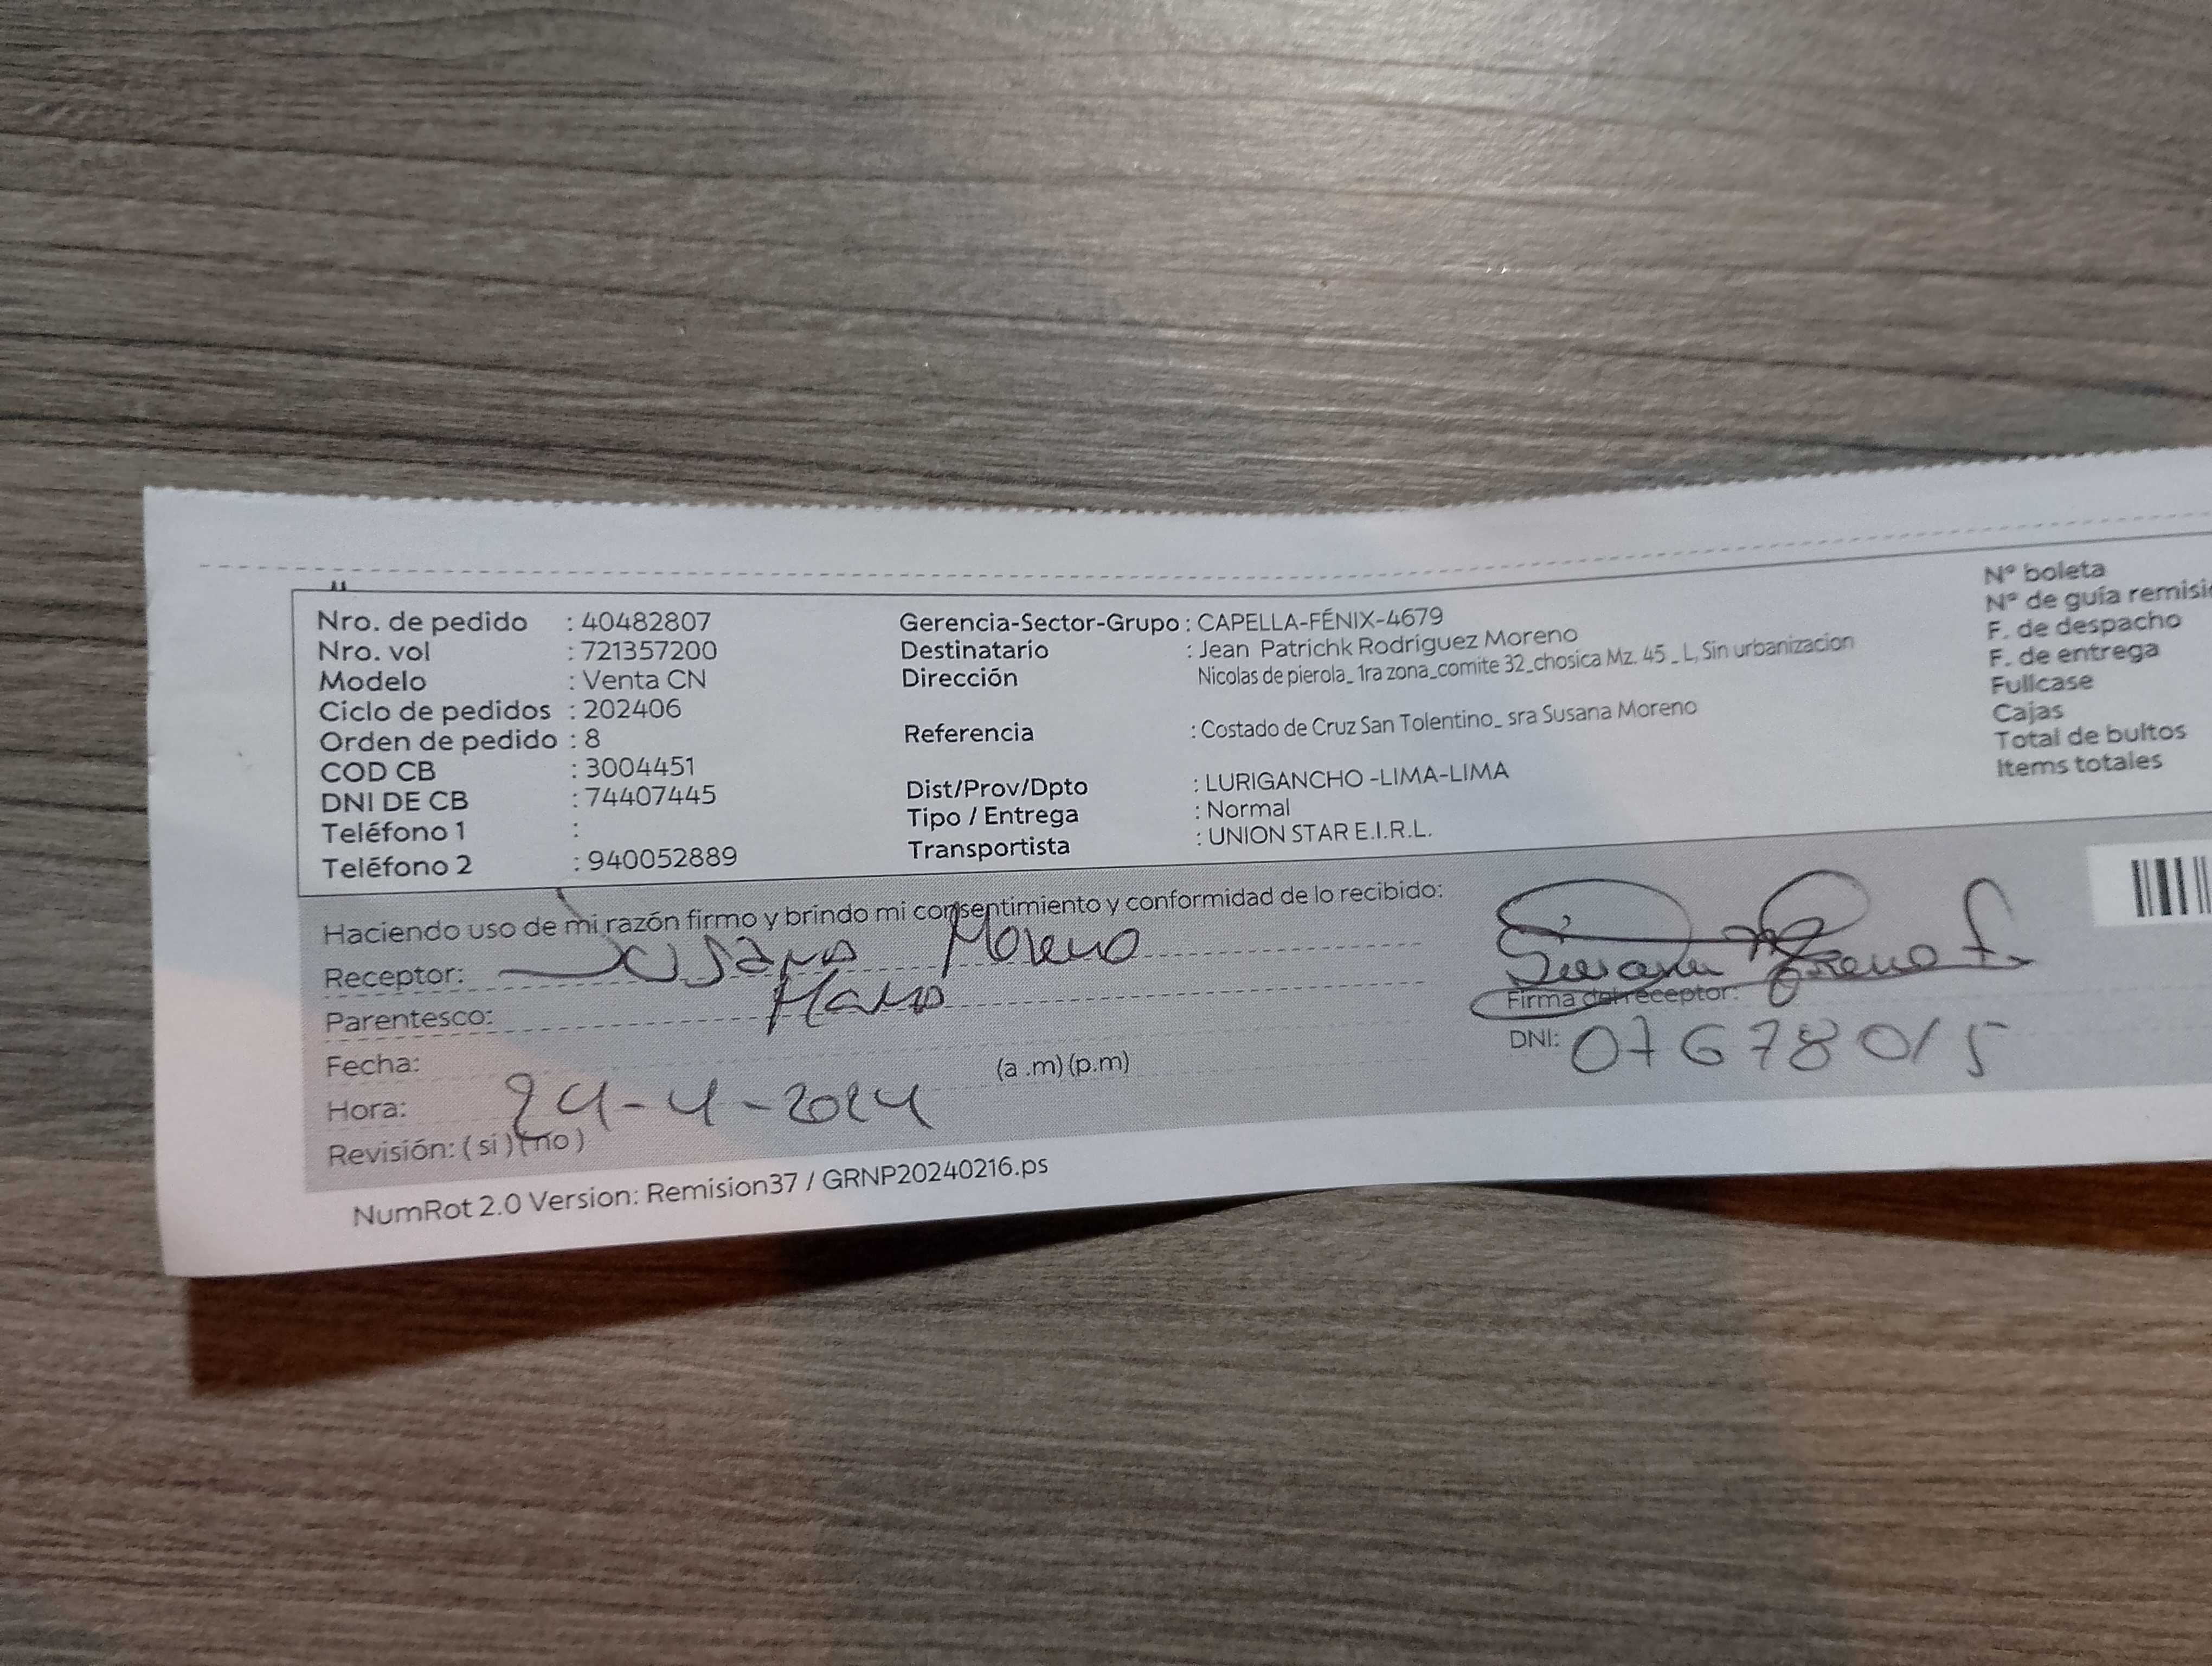 Nro. de pedido : 40482807
Nro. vol : 721357200
Modelo : Venta CN
Ciclo de pedidos : 202406
Orden de pedido : 8
COD CB : 3004451
DNI DE CB : 74407445
Teléfono 1 :
Teléfono 2 : 940052889
Gerencia-Sector-Grupo : CAPELLA-FÉNIX-4679
Destinatario : Jean Patrichk Rodríguez Moreno
Dirección Nicolas de pierola_ 1ra zona_comite 32_chosica Mz. 45 _ L, Sin urbanizacion
Referencia : Costado de Cruz San Tolentino_ sra Susana Moreno
Dist/Prov/Dpto : LURIGANCHO -LIMA-LIMA
Tipo / Entrega : Normal
Transportista : UNION STAR E.I.R.L.
Nº boleta
Nº de guía remisi
F. de despacho
F. de entrega
Fullcase
Cajas
Total de bultos
Items totales
Haciendo uso de mi razón firmo y brindo mi consentimiento y conformidad de lo recibido:
Receptor: Susana Moreno
Parentesco:
Fecha:
(a .m) (p.m)
Hora: 24-4-2024
Revisión: ( si ) ( no )
Susana Moreno F.
Firma del receptor:
DNI: 07678015
NumRot 2.0 Version: Remision37 / GRNP20240216.ps